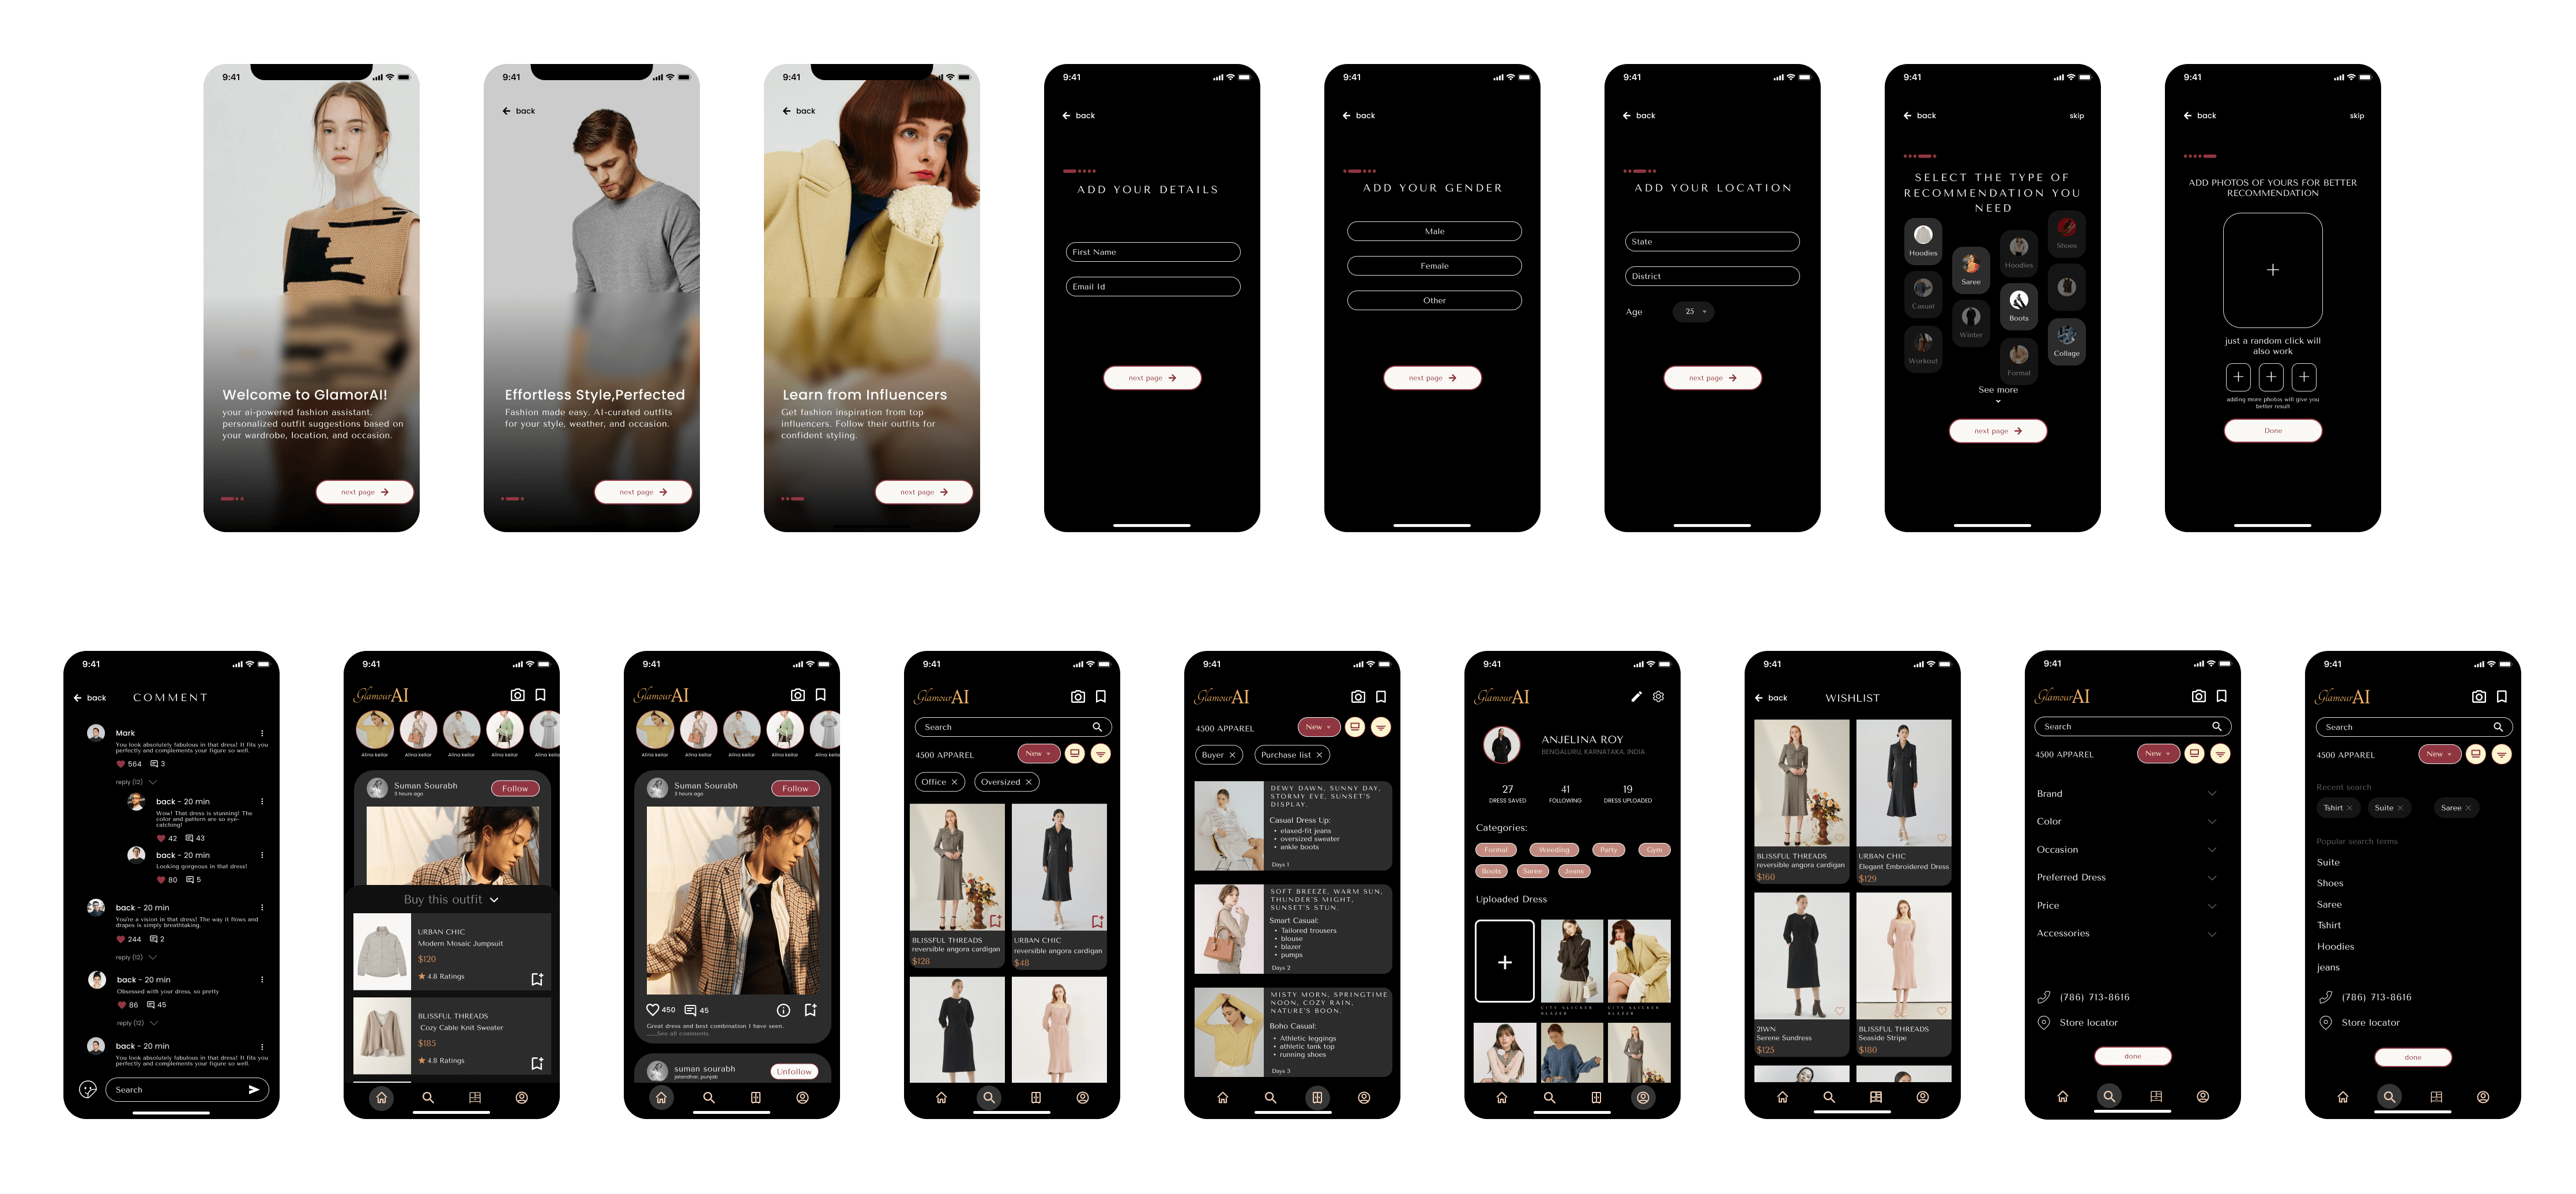 9:41
Welcome to GlamorAI!
your ai-powered fashion assistant.
personalized outfit suggestions based on
your wardrobe, location, and occasion.
next page
9:41
back
Effortless Style,Perfected
Fashion made easy. AI-curated outfits
for your style, weather, and occasion.
next page
9:41
back
Learn from Influencers
Get fashion inspiration from top
influencers. Follow their outfits for
confident styling.
next page
9:41
back
ADD YOUR DETAILS
First Name
Email Id
next page
9:41
back
ADD YOUR GENDER
Male
Female
Other
next page
9:41
back
ADD YOUR LOCATION
State
District
Age 25
next page
9:41
back skip
SELECT THE TYPE OF
RECOMMENDATION YOU
NEED
Hoodies
Casual
Workout
Saree
Winter
Hoodies
Boots
Formal
Shoes
Collage
See more
next page
9:41
back skip
ADD PHOTOS OF YOURS FOR BETTER
RECOMMENDATION
just a random click will
also work
adding more photos will give you
better result
Done
9:41
back COMMENT
Mark
You look absolutely fabulous in that dress! It fits you
perfectly and complements your figure so well.
564 3
reply (12)
back - 20 min
Wow! That dress is stunning! The
color and pattern are so eye-
catching!
42 43
back - 20 min
Looking gorgeous in that dress!
80 5
back - 20 min
You're a vision in that dress! The way it flows and
drapes is simply breathtaking.
244 2
reply (12)
back - 20 min
Obsessed with your dress, so pretty
86 45
reply (12)
back - 20 min
You look absolutely fabulous in that dress! It fits you
perfectly and complements your figure so well.
Search
9:41
GlamourAI
Alina kellar Alina kellar Alina kellar Alina kellar Alina kella
Suman Sourabh
3 hours ago
Follow
Buy this outfit
URBAN CHIC
Modern Mosaic Jumpsuit
$120
4.8 Ratings
BLISSFUL THREADS
Cozy Cable Knit Sweater
$185
4.8 Ratings
9:41
GlamourAI
Alina kellar Alina kellar Alina kellar Alina kellar Alina kella
Suman Sourabh
3 hours ago
Follow
450 45
Great dress and best combination I have seen.
......See all comments
suman sourabh
jalandhar, punjab
Unfollow
9:41
GlamourAI
Search
4500 APPAREL New
Office Oversized
BLISSFUL THREADS
reversible angora cardigan
$128
URBAN CHIC
reversible angora cardigan
$48
9:41
GlamourAI
4500 APPAREL New
Buyer Purchase list
DEWY DAWN, SUNNY DAY,
STORMY EVE, SUNSET'S
DISPLAY.
Casual Dress Up:
• elaxed-fit jeans
• oversized sweater
• ankle boots
Days 1
SOFT BREEZE, WARM SUN,
THUNDER'S MIGHT,
SUNSET'S STUN.
Smart Casual:
• Tailored trousers
• blouse
• blazer
• pumps
Days 2
MISTY MORN, SPRINGTIME
NOON, COZY RAIN,
NATURE'S BOON.
Boho Casual:
• Athletic leggings
• athletic tank top
• running shoes
Days 3
9:41
GlamourAI
ANJELINA ROY
BENGALURU, KARNATAKA. INDIA
27 41 19
DRESS SAVED FOLLOWING DRESS UPLOADED
Categories:
Formal Weeding Party Gym
Boots Saree Jeans
Uploaded Dress
CITY SLICKER
BLAZER
CITY SLICKER
BLAZER
9:41
back WISHLIST
BLISSFUL THREADS
reversible angora cardigan
$160
URBAN CHIC
Elegant Embroidered Dress
$129
21WN
Serene Sundress
$125
BLISSFUL THREADS
Seaside Stripe
$180
9:41
GlamourAI
Search
4500 APPAREL New
Brand
Color
Occasion
Preferred Dress
Price
Accessories
(786) 713-8616
Store locator
done
9:41
GlamourAI
Search
4500 APPAREL New
Recent search
Tshirt Suite Saree
Popular search terms
Suite
Shoes
Saree
Tshirt
Hoodies
jeans
(786) 713-8616
Store locator
done